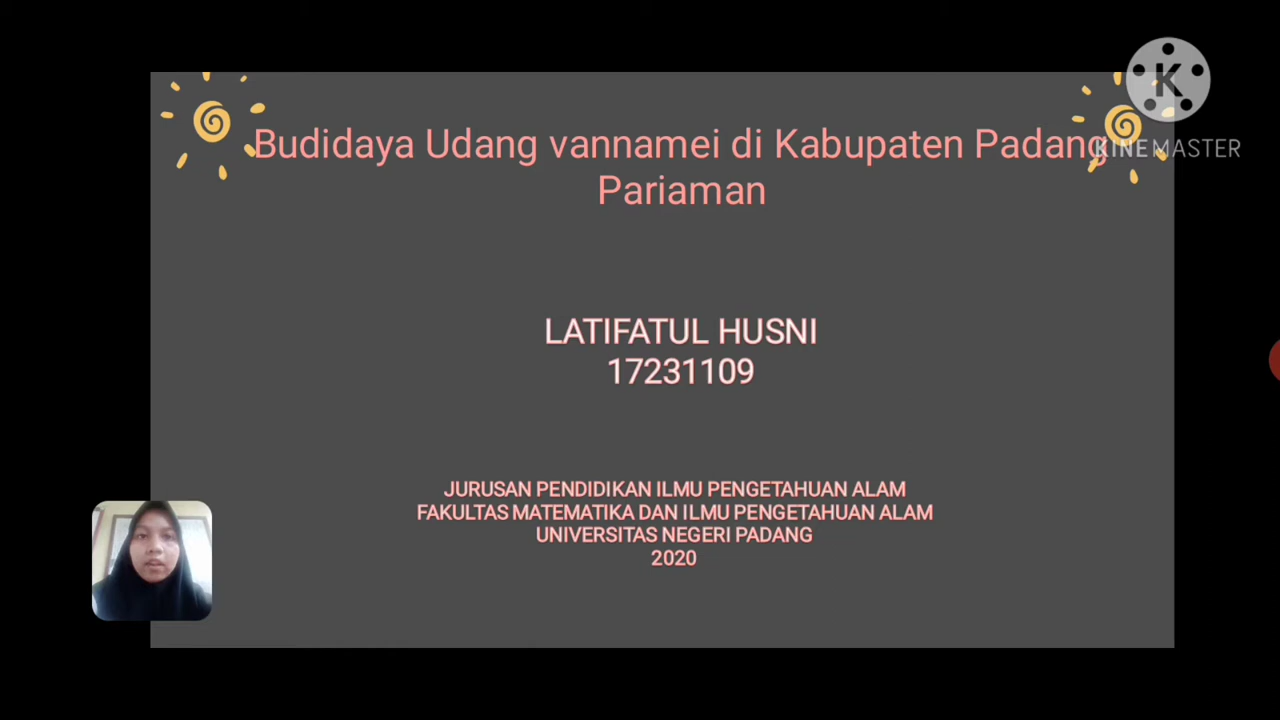 Budidaya Udang vannamei di Kabupaten Padang
Pariaman
K
KINEMASTER
LATIFATUL HUSNI
17231109
JURUSAN PENDIDIKAN ILMU PENGETAHUAN ALAM
FAKULTAS MATEMATIKA DAN ILMU PENGETAHUAN ALAM
UNIVERSITAS NEGERI PADANG
2020